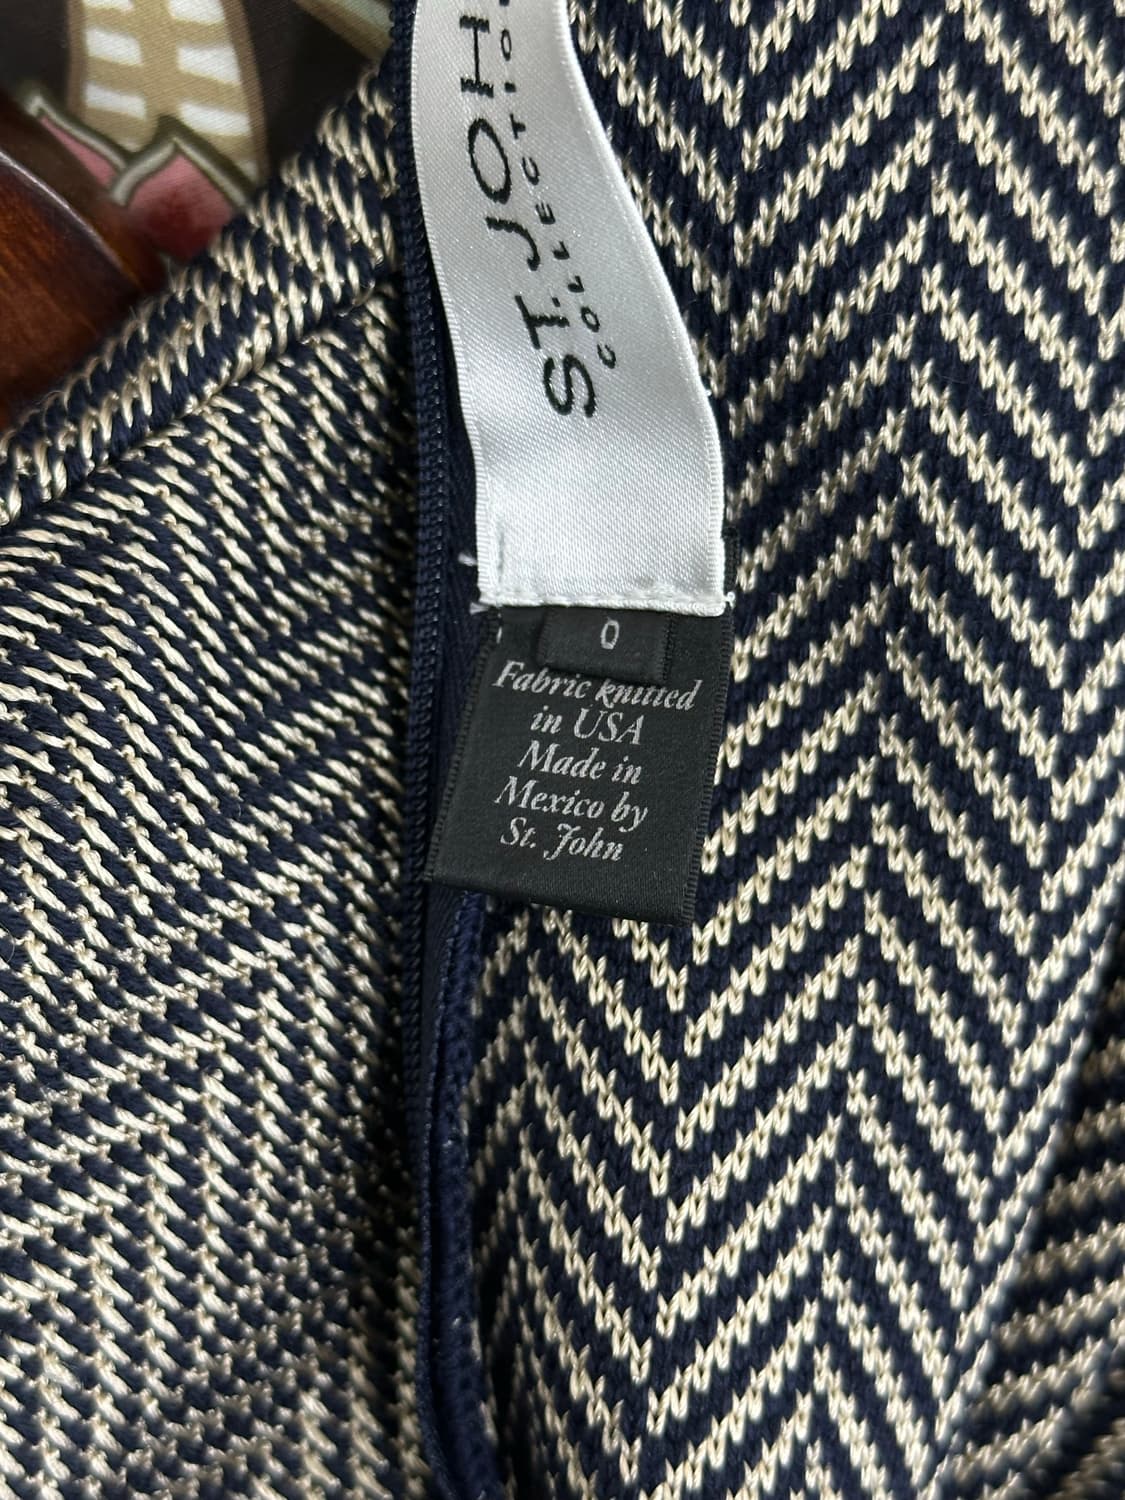 ST. JOH
COLLECTIO
0
Fabric knitted
in USA
Made in
Mexico by
St. John